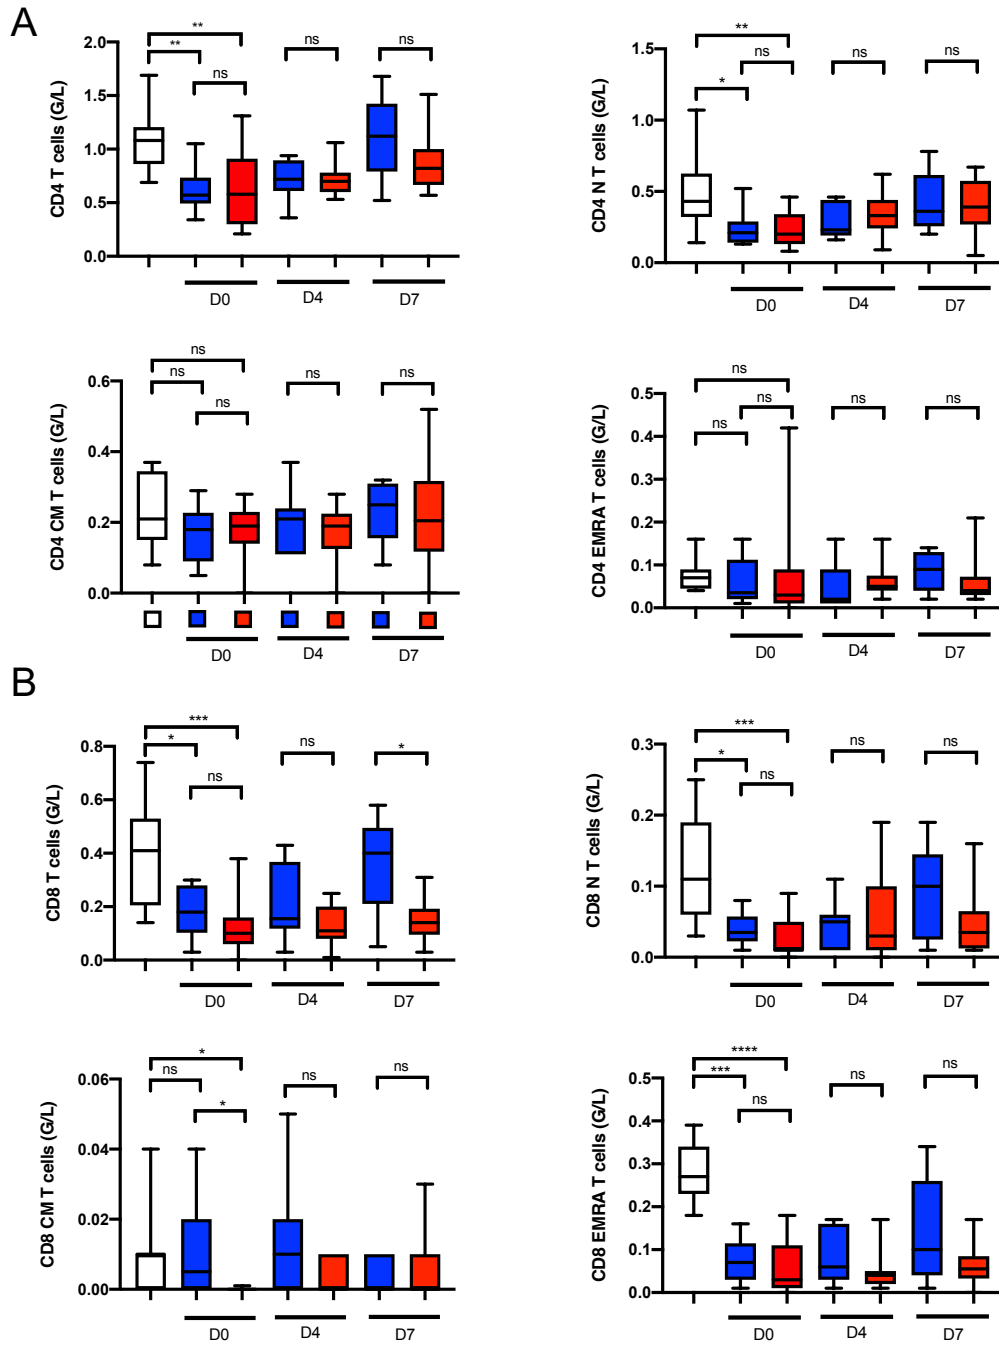 A
CD4 T cells (G/L)
2.0
1.5
1.0
0.5
0.0
**
**
ns
ns
ns
D0
D4
D7
CD4 N T cells (G/L)
1.5
1.0
0.5
0.0
**
ns
*
ns
ns
D0
D4
D7
CD4 CM T cells (G/L)
0.6
0.4
0.2
0.0
ns
ns
ns
ns
ns
D0
D4
D7
CD4 EMRA T cells (G/L)
0.5
0.4
0.3
0.2
0.1
0.0
ns
ns
ns
ns
ns
D0
D4
D7
B
CD8 T cells (G/L)
0.8
0.6
0.4
0.2
0.0
***
*
ns
ns
*
D0
D4
D7
CD8 N T cells (G/L)
0.3
0.2
0.1
0.0
***
*
ns
ns
ns
D0
D4
D7
CD8 CM T cells (G/L)
0.06
0.04
0.02
0.00
*
ns
*
ns
ns
D0
D4
D7
CD8 EMRA T cells (G/L)
0.5
0.4
0.3
0.2
0.1
0.0
****
***
ns
ns
ns
D0
D4
D7